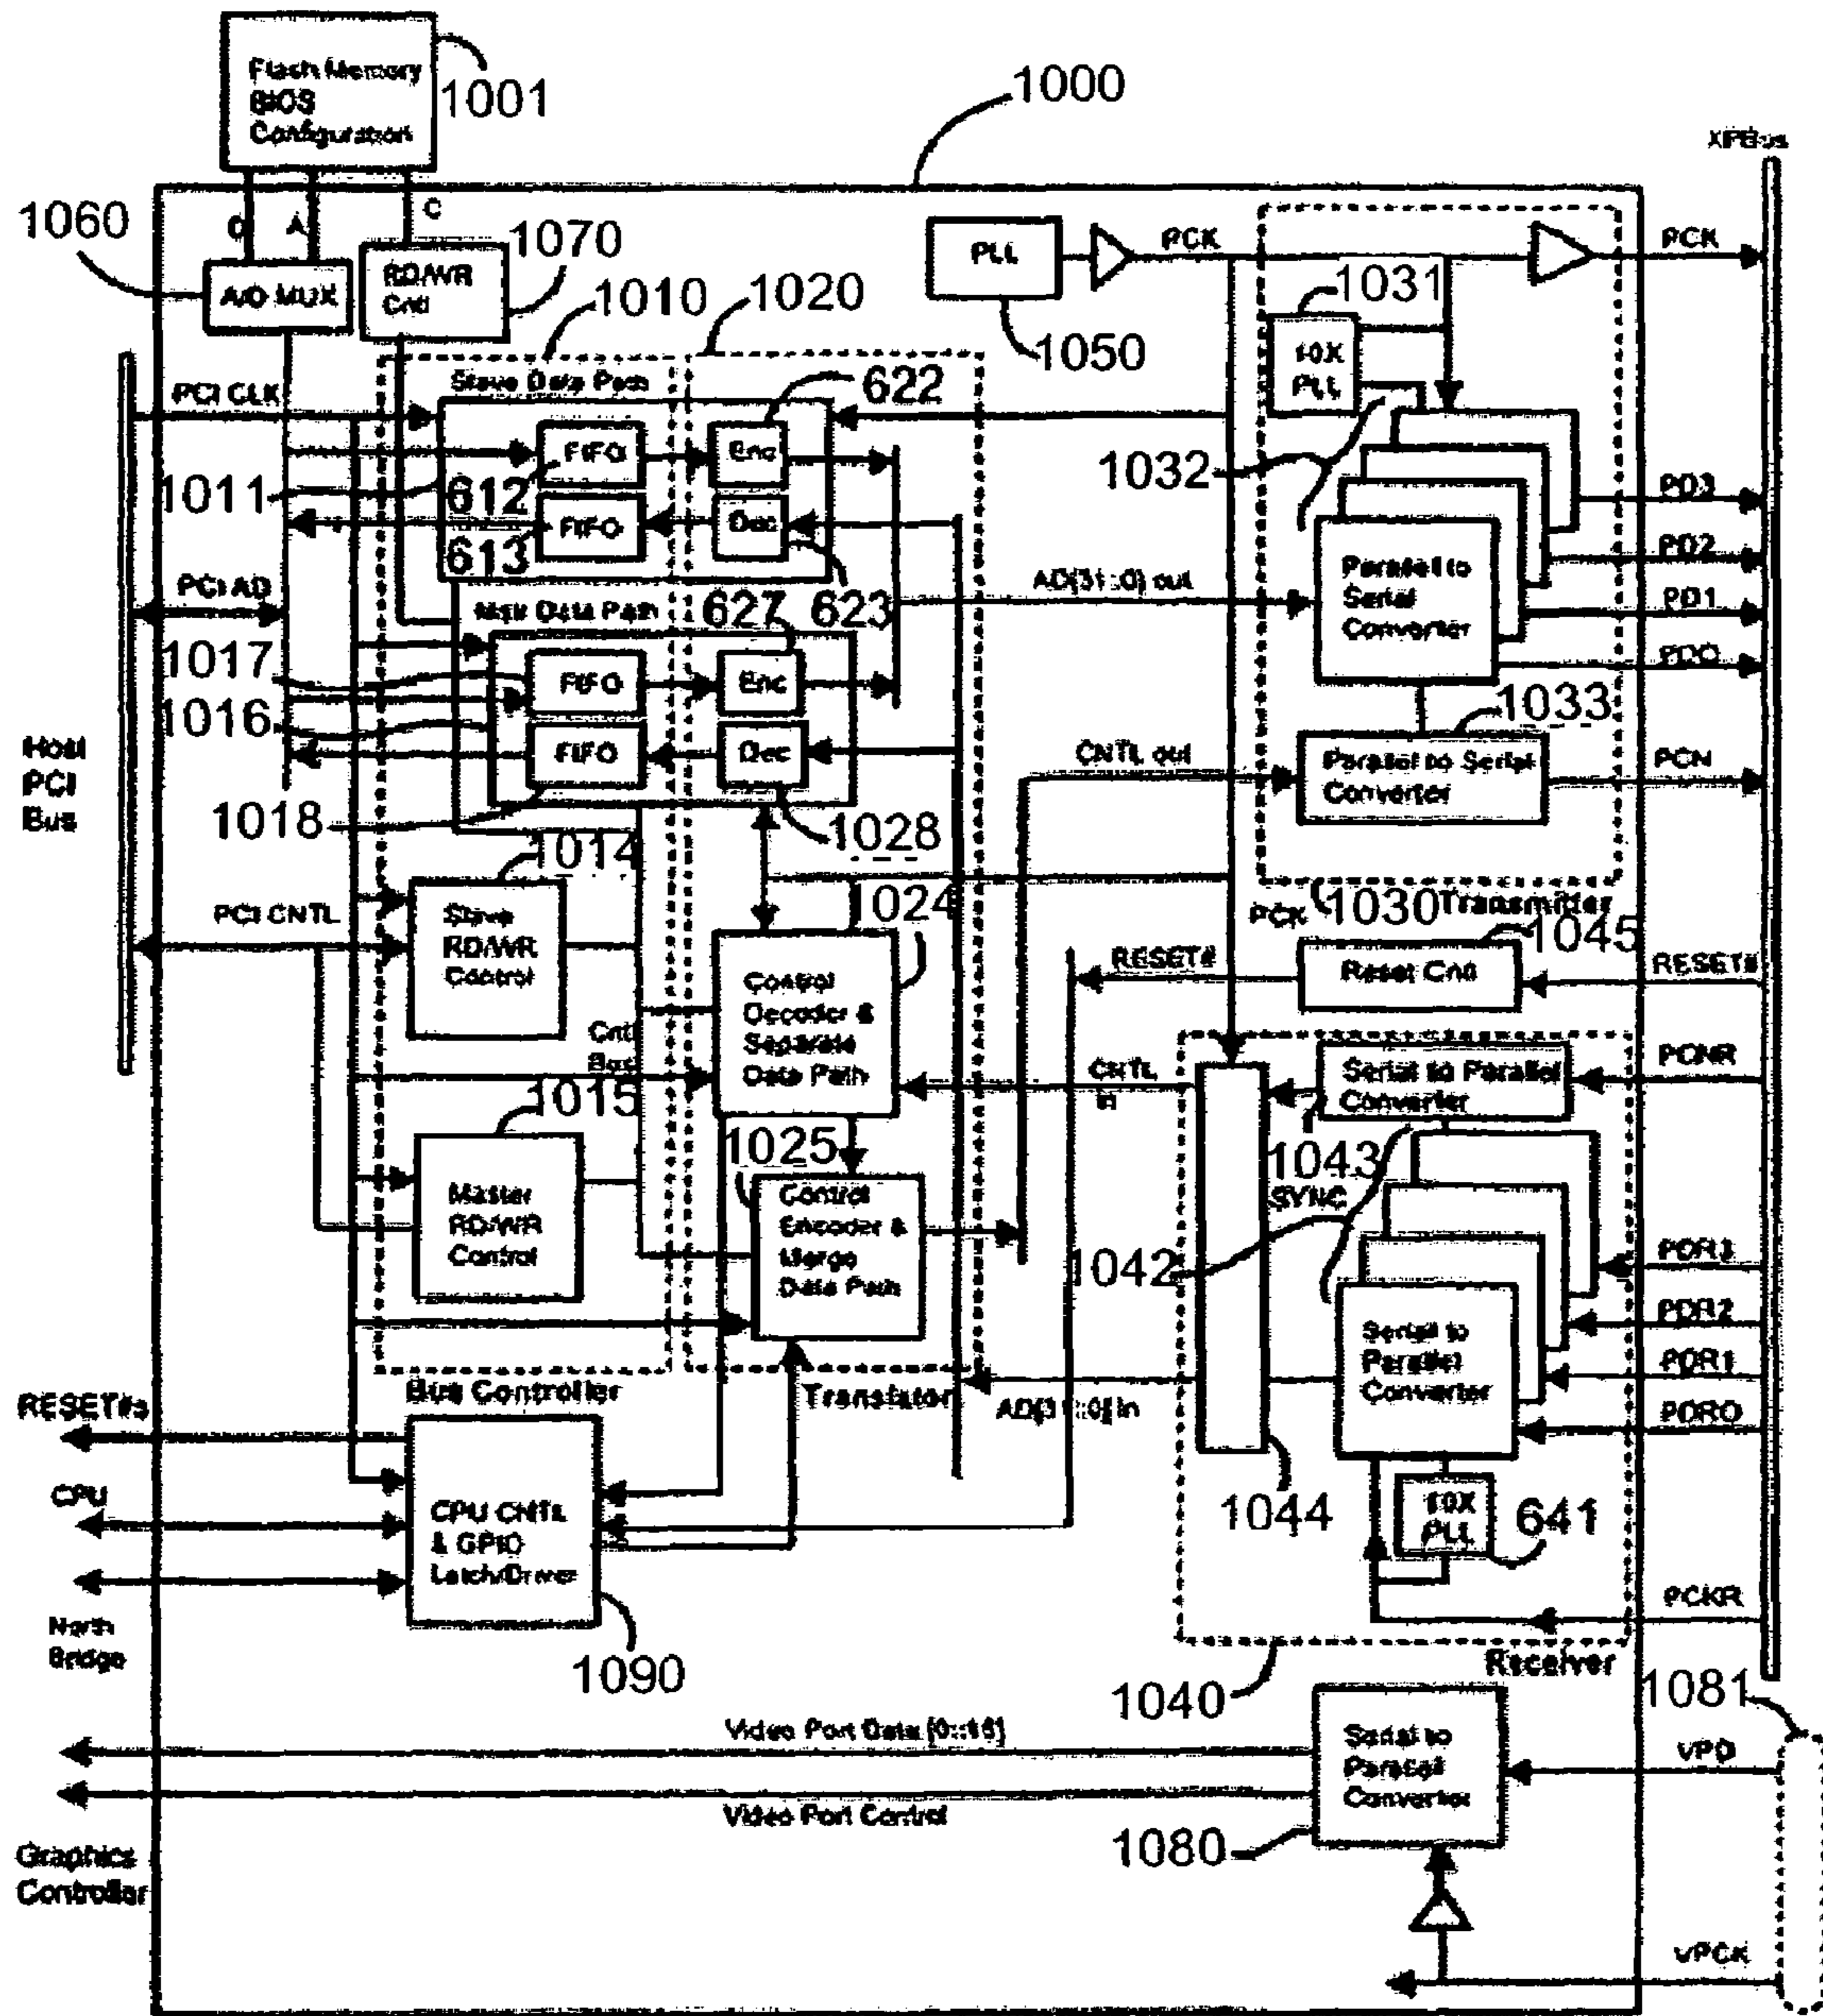 Flash Memory
BIOS
Configuration
1001
1000
XPBus
D
A
C
1060
A/D MUX
RD/WR
Cntl
1070
1010
1020
PLL
1050
PCK
PCK
1031
10X
PLL
1032
PCI CLK
Slave Data Path
622
FIFO
Enc
1011
612
FIFO
Dec
613
PCI AD
Mstr Data Path
627
623
AD[31::0] out
Parallel to
Serial
Converter
PD3
PD2
PD1
PD0
1017
FIFO
Enc
1016
FIFO
Dec
1018
1028
Host
PCI
Bus
CNTL out
1033
Parallel to Serial
Converter
PCN
1014
PCI CNTL
Slave
RD/WR
Control
1024
PCK
1030
Transmitter
1045
RESET#
Reset Cntl
RESET#
Control
Decoder &
Separate
Data Path
Cntl
Bus
CNTL
in
Serial to Parallel
Converter
PCNR
1015
1025
1043
SYNC
Master
RD/WR
Control
Control
Encoder &
Merge
Data Path
1042
Serial to
Parallel
Converter
PDR3
PDR2
PDR1
PDR0
Bus Controller
Translator
AD[31::0] in
1044
10X
PLL
641
RESET#s
CPU
North
Bridge
CPU CNTL
& GPIO
Latch/Driver
1090
PCKR
Receiver
1040
1081
Video Port Data [0::15]
Video Port Control
Serial to
Parallel
Converter
1080
VPD
Graphics
Controller
VPCK